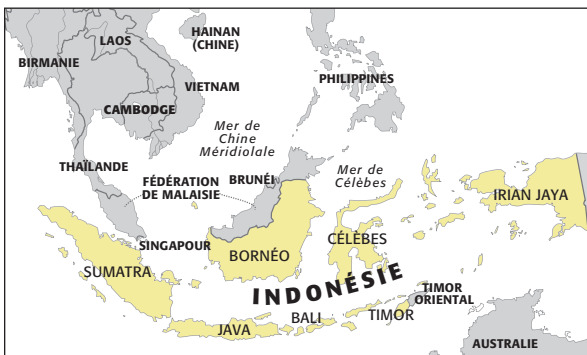 HAINAN
(CHINE)
LAOS
BIRMANIE
PHILIPPINES
VIETNAM
CAMBODGE
Mer de
Chine
Méridiolale
THAÏLANDE
Mer de
Célèbes
FÉDÉRATION
DE MALAISIE
BRUNÉI
IRIAN JAYA
SINGAPOUR
CÉLÈBES
BORNÉO
SUMATRA
INDONÉSIE
TIMOR
ORIENTAL
BALI
TIMOR
JAVA
AUSTRALIE